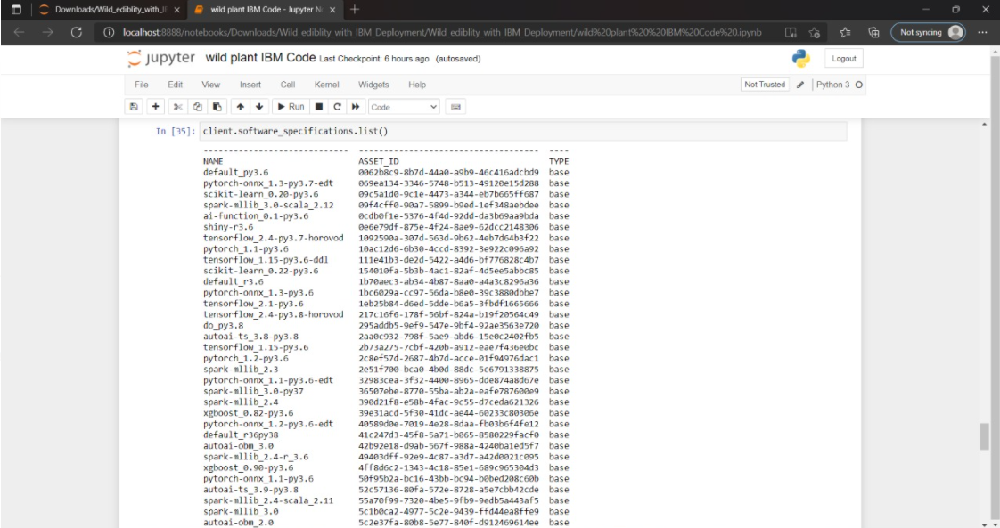 Downloads/Wild_ediblity_with_I
wild plant IBM Code - Jupyter No
localhost:8888/notebooks/Downloads/Wild_ediblity_with_IBM_Deployment/Wild_ediblity_with_IBM_Deployment/wild%20plant%20%20IBM%20Code%20.ipynb
Not syncing
jupyter wild plant IBM Code Last Checkpoint: 6 hours ago (autosaved)
Logout
File Edit View Insert Cell Kernel Widgets Help
Not Trusted
Python 3
Run
Code
In [35]: client.software_specifications.list()
----------------------------- ------------------------------------ ----
NAME ASSET_ID TYPE
default_py3.6 0062b8c9-8b7d-44a0-a9b9-46c416adcbd9 base
pytorch-onnx_1.3-py3.7-edt 069ea134-3346-5748-b513-49120e15d288 base
scikit-learn_0.20-py3.6 09c5a1d0-9c1e-4473-a344-eb7b665ff687 base
spark-mllib_3.0-scala_2.12 09f4cff0-90a7-5899-b9ed-1ef348aebdee base
ai-function_0.1-py3.6 0cdb0f1e-5376-4f4d-92dd-da3b69aa9bda base
shiny-r3.6 0e6e79df-875e-4f24-8ae9-62dcc2148306 base
tensorflow_2.4-py3.7-horovod 1092590a-307d-563d-9b62-4eb7d64b3f22 base
pytorch_1.1-py3.6 10ac12d6-6b30-4ccd-8392-3e922c096a92 base
tensorflow_1.15-py3.6-ddl 111e41b3-de2d-5422-a4d6-bf776828c4b7 base
scikit-learn_0.22-py3.6 154010fa-5b3b-4ac1-82af-4d5ee5abbc85 base
default_r3.6 1b70aec3-ab34-4b87-8aa0-a4a3c8296a36 base
pytorch-onnx_1.3-py3.6 1bc6029a-cc97-56da-b8e0-39c3880dbbe7 base
tensorflow_2.1-py3.6 1eb25b84-d6ed-5dde-b6a5-3fbdf1665666 base
tensorflow_2.4-py3.8-horovod 217c16f6-178f-56bf-824a-b19f20564c49 base
do_py3.8 295addb5-9ef9-547e-9bf4-92ae3563e720 base
autoai-ts_3.8-py3.8 2aa0c932-798f-5ae9-abd6-15e0c2402fb5 base
tensorflow_1.15-py3.6 2b73a275-7cbf-420b-a912-eae7f436e0bc base
pytorch_1.2-py3.6 2c8ef57d-2687-4b7d-acce-01f94976dac1 base
spark-mllib_2.3 2e51f700-bca0-4b0d-88dc-5c6791338875 base
pytorch-onnx_1.1-py3.6-edt 32983cea-3f32-4400-8965-dde874a8d67e base
spark-mllib_3.0-py37 36507ebe-8770-55ba-ab2a-eafe787600e9 base
spark-mllib_2.4 390d21f8-e58b-4fac-9c55-d7ceda621326 base
xgboost_0.82-py3.6 39e31acd-5f30-41dc-ae44-60233c80306e base
pytorch-onnx_1.2-py3.6-edt 40589d0e-7019-4e28-8daa-fb03b6f4fe12 base
default_r36py38 41c247d3-45f8-5a71-b065-8580229facf0 base
autoai-obm_3.0 42b92e18-d9ab-567f-988a-4240ba1ed5f7 base
spark-mllib_2.4-r_3.6 49403dff-92e9-4c87-a3d7-a42d0021c095 base
xgboost_0.90-py3.6 4ff8d6c2-1343-4c18-85e1-689c965304d3 base
pytorch-onnx_1.1-py3.6 50f95b2a-bc16-43bb-bc94-b0bed208c60b base
autoai-ts_3.9-py3.8 52c57136-80fa-572e-8728-a5e7cbb42cde base
spark-mllib_2.4-scala_2.11 55a70f99-7320-4be5-9fb9-9edb5a443af5 base
spark-mllib_3.0 5c1b0ca2-4977-5c2e-9439-ffd44ea8ffe9 base
autoai-obm_2.0 5c2e37fa-80b8-5e77-840f-d912469614ee base